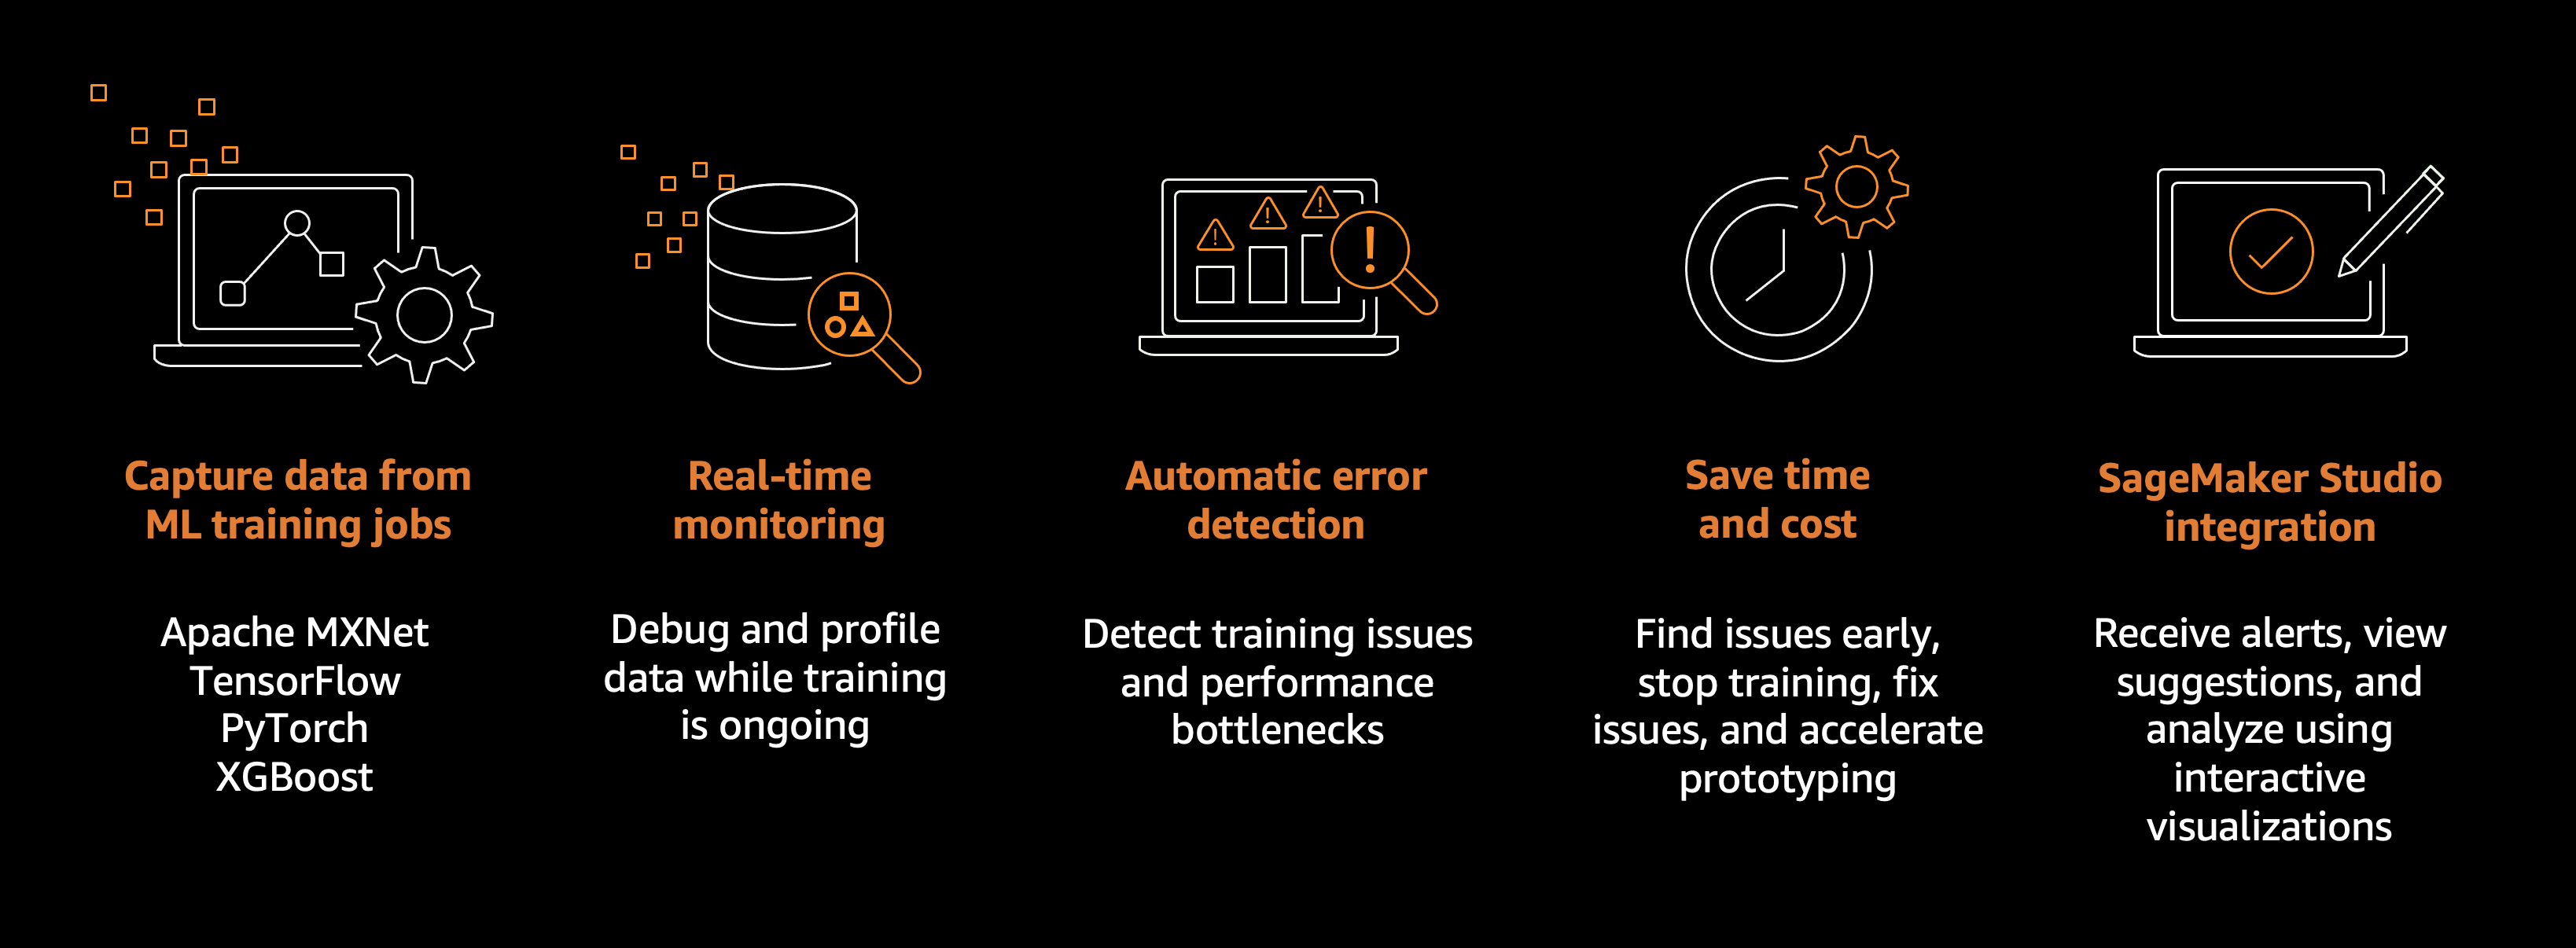 Capture data from
ML training jobs
Apache MXNet
TensorFlow
PyTorch
XGBoost
Real-time
monitoring
Debug and profile
data while training
is ongoing
Automatic error
detection
Detect training issues
and performance
bottlenecks
Save time
and cost
Find issues early,
stop training, fix
issues, and accelerate
prototyping
SageMaker Studio
integration
Receive alerts, view
suggestions, and
analyze using
interactive
visualizations